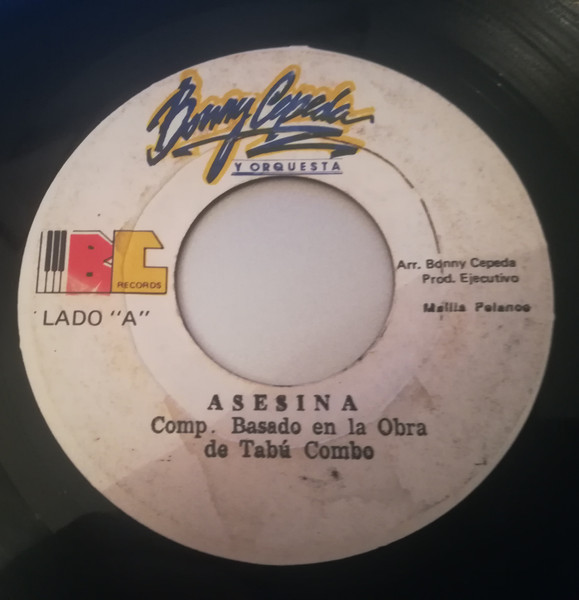 Bonny Cepeda
Y ORQUESTA
BC
RECORDS
LADO "A"
Arr. Bonny Cepeda
Prod. Ejecutivo
ASESINA
Comp. Basado en la Obra
de Tabú Combo